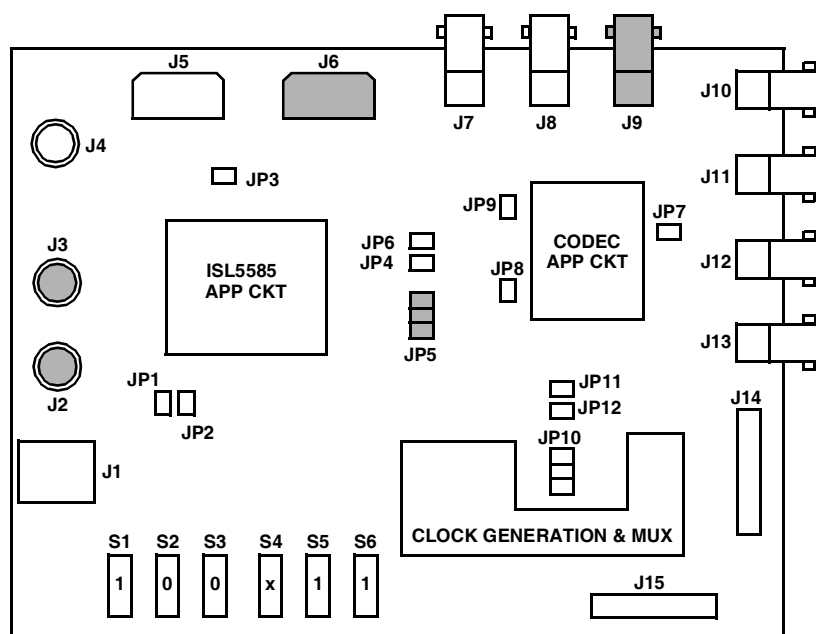 J5
J6
J7
J8
J9
J10
J4
JP3
J11
JP9
JP7
J3
JP6
JP4
ISL5585
APP CKT
CODEC
APP CKT
J12
JP8
JP5
J13
J2
JP1
JP2
JP11
JP12
J14
JP10
J1
CLOCK GENERATION & MUX
S1 S2 S3 S4 S5 S6
1 0 0 x 1 1
J15